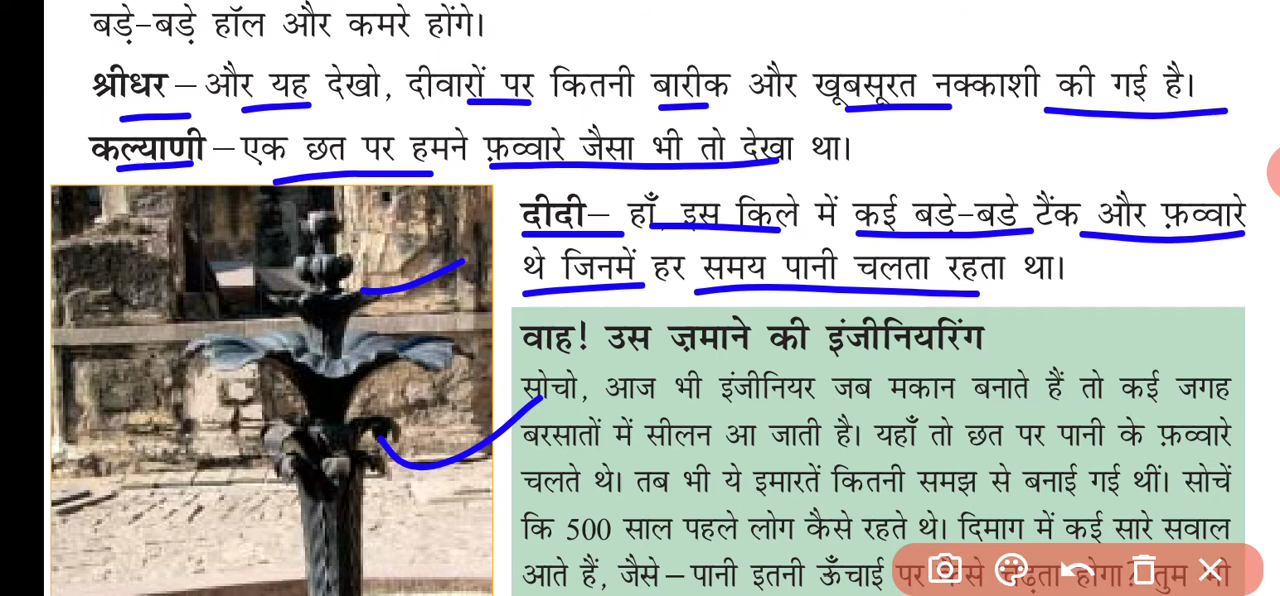 बड़े-बड़े हॉल और कमरे होंगे।
श्रीधर – और यह देखो, दीवारों पर कितनी बारीक और खूबसूरत नक्काशी की गई है।
कल्याणी – एक छत पर हमने फ़व्वारे जैसा भी तो देखा था।
दीदी – हाँ, इस किले में कई बड़े-बडे टैंक और फ़व्वारे
थे जिनमें हर समय पानी चलता रहता था।
वाह! उस ज़माने की इंजीनियरिंग
सोचो, आज भी इंजीनियर जब मकान बनाते हैं तो कई जगह
बरसातों में सीलन आ जाती है। यहाँ तो छत पर पानी के फ़व्वारे
चलते थे। तब भी ये इमारतें कितनी समझ से बनाई गई थीं। सोचें
कि 500 साल पहले लोग कैसे रहते थे। दिमाग में कई सारे सवाल
आते हैं, जैसे – पानी इतनी ऊँचाई पर कैसे चढ़ता होगा? तुम भी